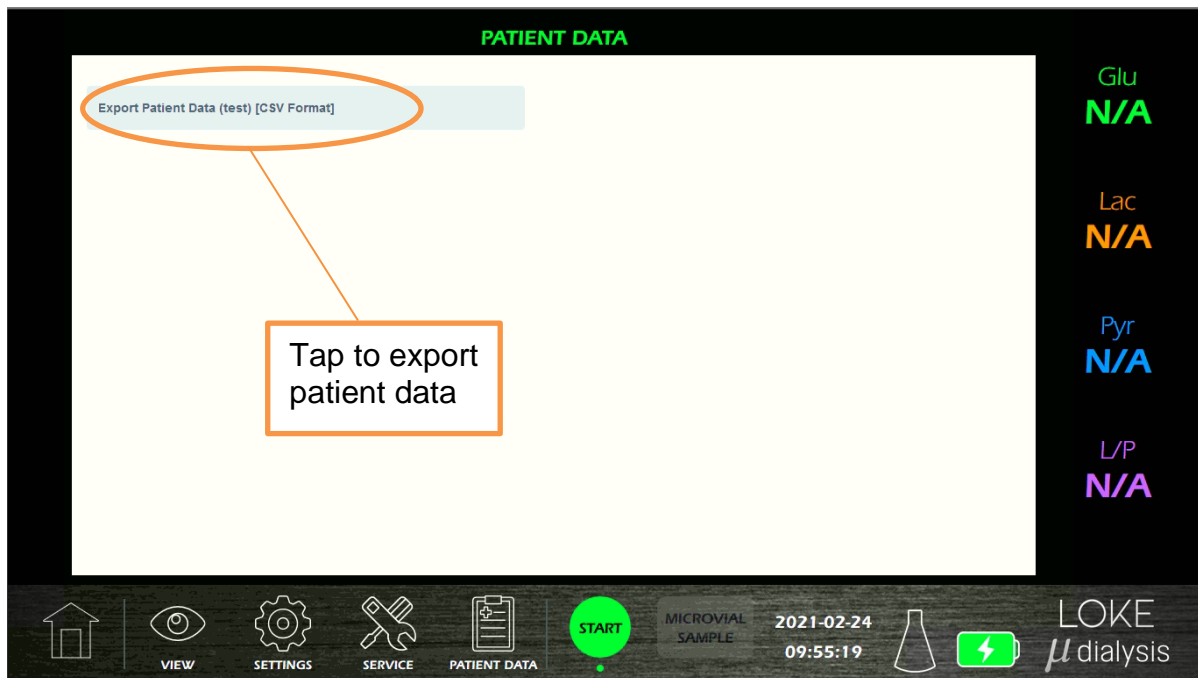 PATIENT DATA
Export Patient Data (test) [CSV Format]
Tap to export
patient data
Glu
N/A
Lac
N/A
Pyr
N/A
L/P
N/A
VIEW
SETTINGS
SERVICE
PATIENT DATA
START
MICROVIAL
SAMPLE
2021-02-24
09:55:19
LOKE
μ dialysis